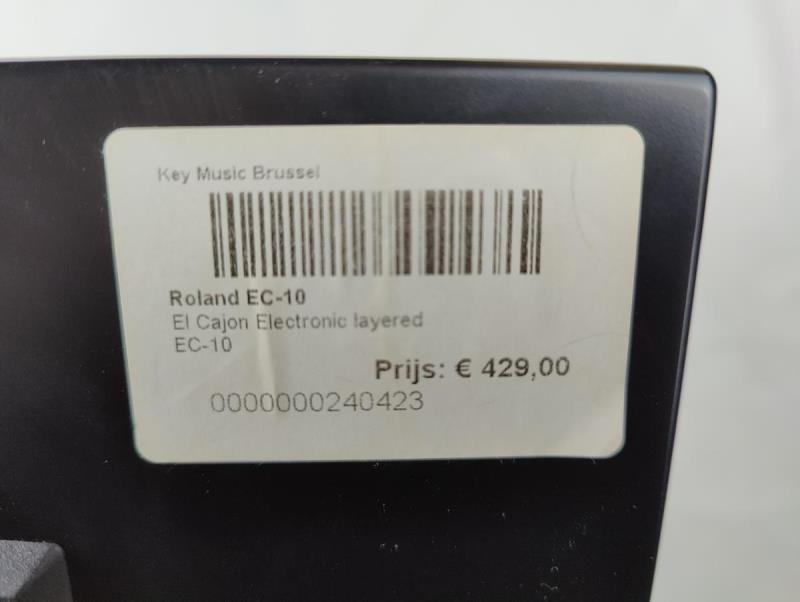 Key Music Brussel
Roland EC-10
El Cajon Electronic layered
EC-10
Prijs: € 429,00
0000000240423